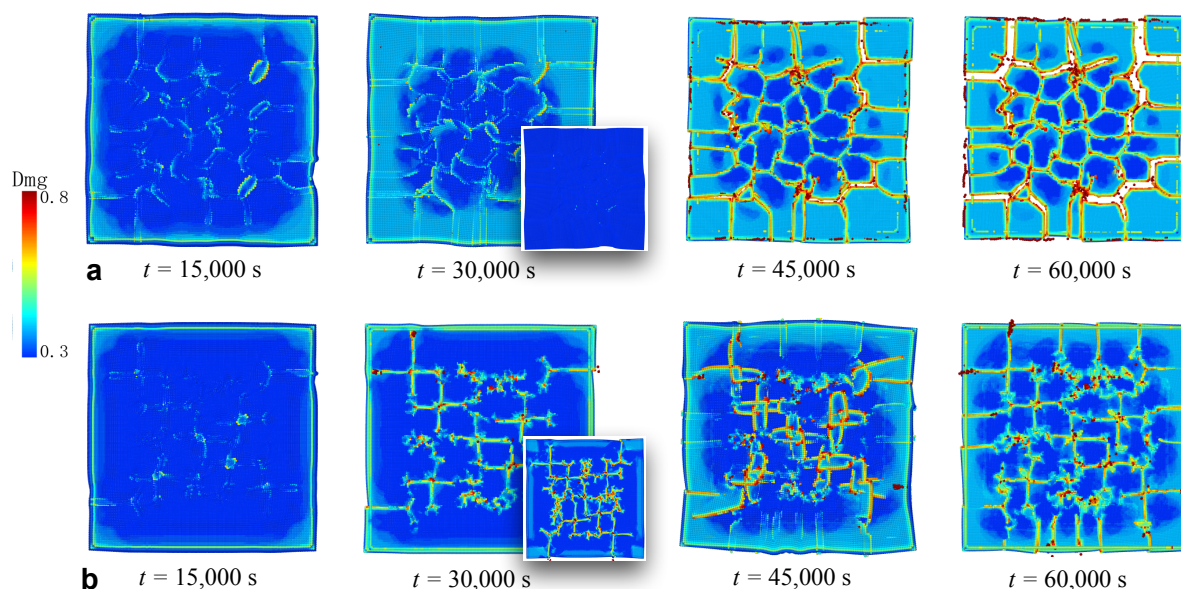 Dmg
0.8
0.3
a
t = 15,000 s
t = 30,000 s
t = 45,000 s
t = 60,000 s
b
t = 15,000 s
t = 30,000 s
t = 45,000 s
t = 60,000 s